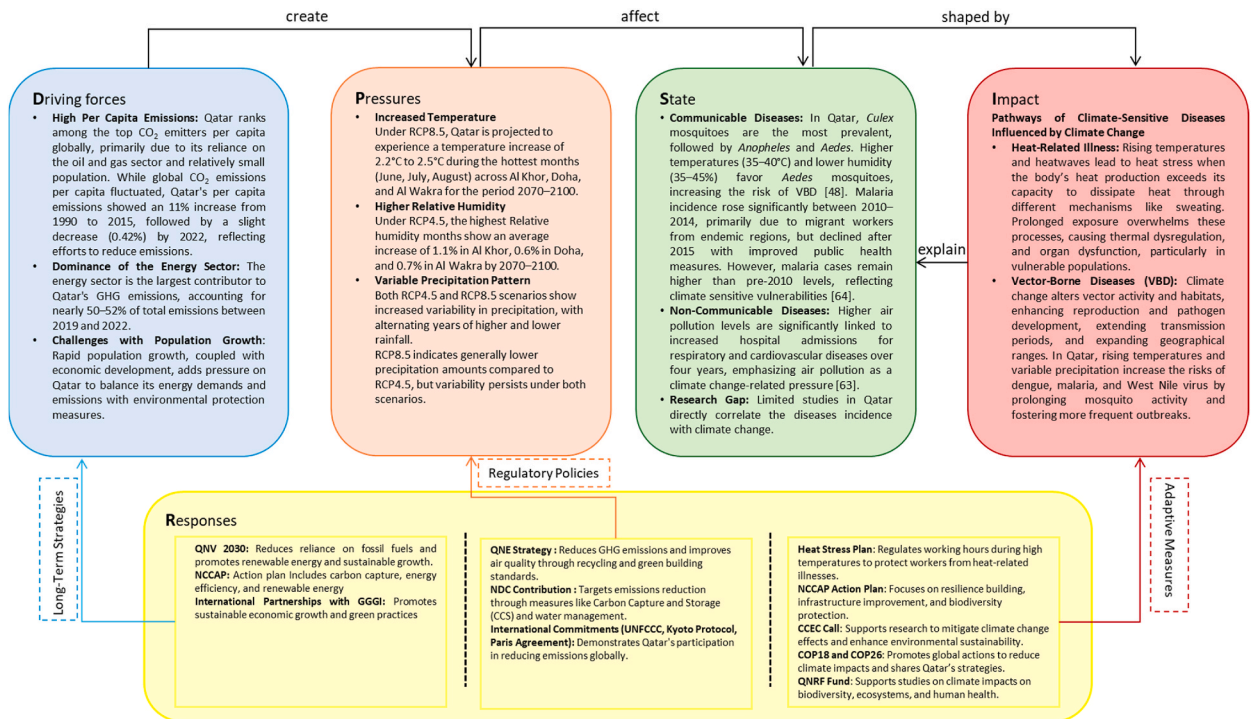 create
affect
shaped by
Driving forces
• High Per Capita Emissions: Qatar ranks
among the top CO2 emitters per capita
globally, primarily due to its reliance on
the oil and gas sector and relatively small
population. While global CO2 emissions
per capita fluctuated, Qatar's per capita
emissions showed an 11% increase from
1990 to 2015, followed by a slight
decrease (0.42%) by 2022, reflecting
efforts to reduce emissions.
• Dominance of the Energy Sector: The
energy sector is the largest contributor to
Qatar's GHG emissions, accounting for
nearly 50–52% of total emissions between
2019 and 2022.
• Challenges with Population Growth:
Rapid population growth, coupled with
economic development, adds pressure on
Qatar to balance its energy demands and
emissions with environmental protection
measures.
Pressures
• Increased Temperature
Under RCP8.5, Qatar is projected to
experience a temperature increase of
2.2°C to 2.5°C during the hottest months
(June, July, August) across Al Khor, Doha,
and Al Wakra for the period 2070–2100.
• Higher Relative Humidity
Under RCP4.5, the highest Relative
humidity months show an average
increase of 1.1% in Al Khor, 0.6% in Doha,
and 0.7% in Al Wakra by 2070–2100.
• Variable Precipitation Pattern
Both RCP4.5 and RCP8.5 scenarios show
increased variability in precipitation, with
alternating years of higher and lower
rainfall.
RCP8.5 indicates generally lower
precipitation amounts compared to
RCP4.5, but variability persists under both
scenarios.
State
• Communicable Diseases: In Qatar, Culex
mosquitoes are the most prevalent,
followed by Anopheles and Aedes. Higher
temperatures (35–40°C) and lower humidity
(35–45%) favor Aedes mosquitoes,
increasing the risk of VBD [48]. Malaria
incidence rose significantly between 2010–
2014, primarily due to migrant workers
from endemic regions, but declined after
2015 with improved public health
measures. However, malaria cases remain
higher than pre-2010 levels, reflecting
climate sensitive vulnerabilities [64].
• Non-Communicable Diseases: Higher air
pollution levels are significantly linked to
increased hospital admissions for
respiratory and cardiovascular diseases over
four years, emphasizing air pollution as a
climate change-related pressure [63].
• Research Gap: Limited studies in Qatar
directly correlate the diseases incidence
with climate change.
explain
Impact
Pathways of Climate-Sensitive Diseases
Influenced by Climate Change
• Heat-Related Illness: Rising temperatures
and heatwaves lead to heat stress when
the body's heat production exceeds its
capacity to dissipate heat through
different mechanisms like sweating.
Prolonged exposure overwhelms these
processes, causing thermal dysregulation,
and organ dysfunction, particularly in
vulnerable populations.
• Vector-Borne Diseases (VBD): Climate
change alters vector activity and habitats,
enhancing reproduction and pathogen
development, extending transmission
periods, and expanding geographical
ranges. In Qatar, rising temperatures and
variable precipitation increase the risks of
dengue, malaria, and West Nile virus by
prolonging mosquito activity and
fostering more frequent outbreaks.
Long-Term Strategies
Regulatory Policies
Adaptive Measures
Responses
QNV 2030: Reduces reliance on fossil fuels and
promotes renewable energy and sustainable growth.
NCCAP: Action plan Includes carbon capture, energy
efficiency, and renewable energy
International Partnerships with GGGI: Promotes
sustainable economic growth and green practices
QNE Strategy : Reduces GHG emissions and improves
air quality through recycling and green building
standards.
NDC Contribution : Targets emissions reduction
through measures like Carbon Capture and Storage
(CCS) and water management.
International Commitments (UNFCCC, Kyoto Protocol,
Paris Agreement): Demonstrates Qatar's participation
in reducing emissions globally.
Heat Stress Plan: Regulates working hours during high
temperatures to protect workers from heat-related
illnesses.
NCCAP Action Plan: Focuses on resilience building,
infrastructure improvement, and biodiversity
protection.
CCEC Call: Supports research to mitigate climate change
effects and enhance environmental sustainability.
COP18 and COP26: Promotes global actions to reduce
climate impacts and shares Qatar's strategies.
QNRF Fund: Supports studies on climate impacts on
biodiversity, ecosystems, and human health.